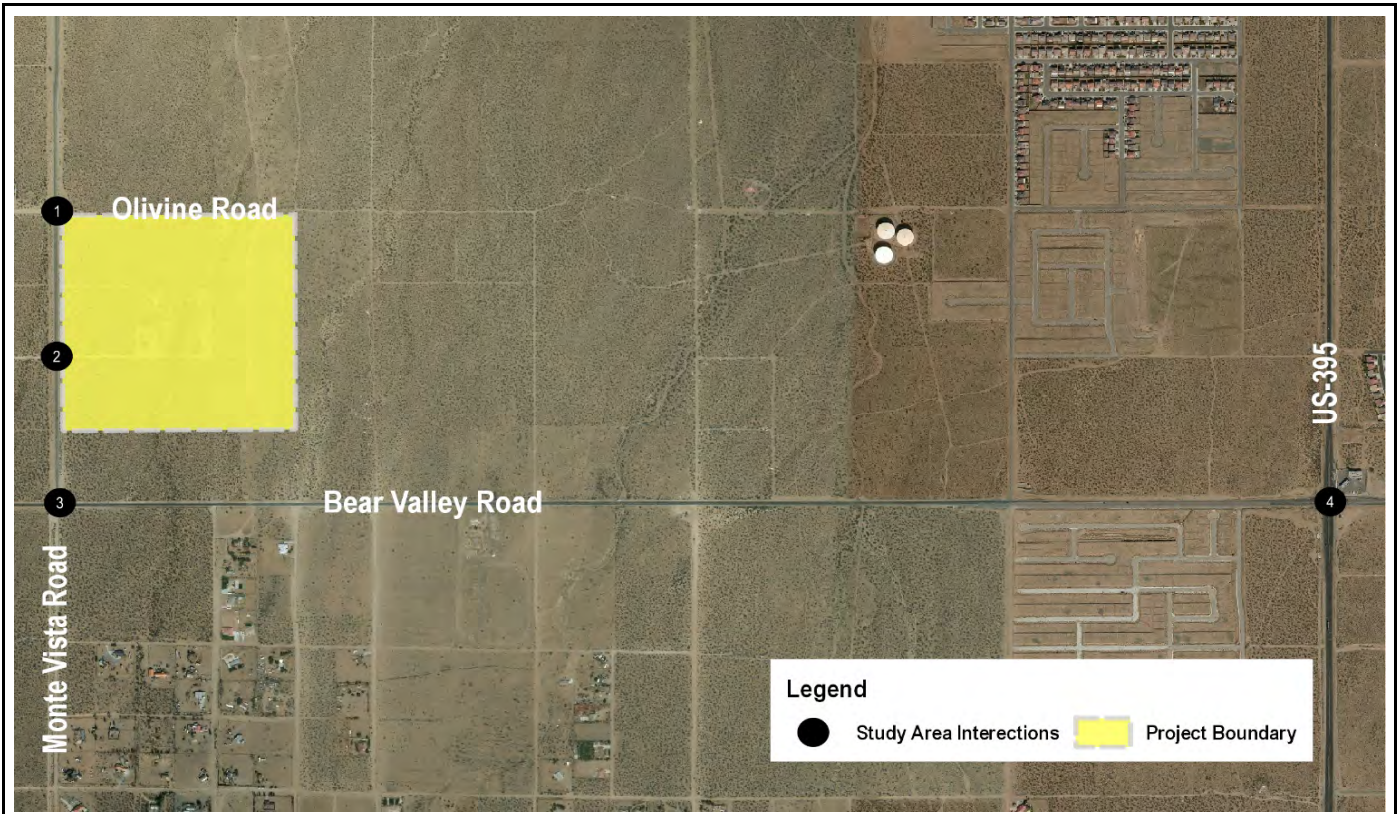 1
Olivine Road
2
US-395
3
Bear Valley Road
4
Monte Vista Road
Legend
Study Area Interections
Project Boundary